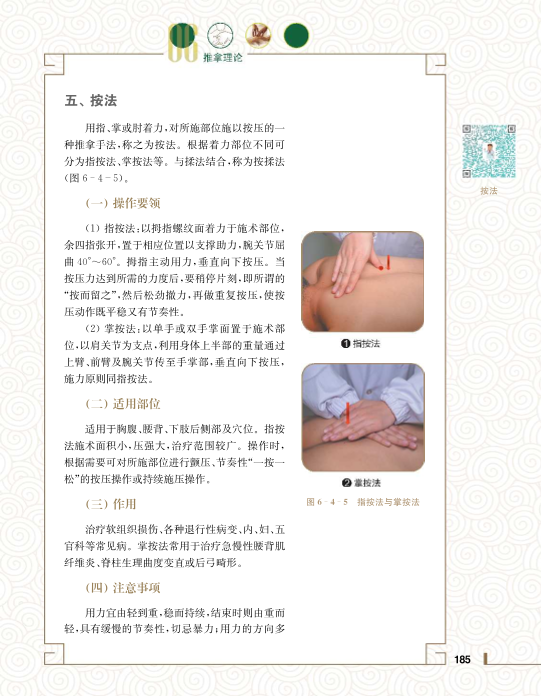 06
推拿理论
五、按法
用指、掌或肘着力,对所施部位施以按压的一
种推拿手法,称之为按法。根据着力部位不同可
分为指按法、掌按法等。与揉法结合,称为按揉法
(图6-4-5)。
(一) 操作要领
(1) 指按法:以拇指螺纹面着力于施术部位,
余四指张开,置于相应位置以支撑助力,腕关节屈
曲40°～60°。拇指主动用力,垂直向下按压。当
按压力达到所需的力度后,要稍停片刻,即所谓的
“按而留之”,然后松劲撤力,再做重复按压,使按
压动作既平稳又有节奏性。
(2) 掌按法:以单手或双手掌面置于施术部
位,以肩关节为支点,利用身体上半部的重量通过
上臂、前臂及腕关节传至手掌部,垂直向下按压,
施力原则同指按法。
(二) 适用部位
适用于胸腹、腰背、下肢后侧部及穴位。指按
法施术面积小,压强大,治疗范围较广。操作时,
根据需要可对所施部位进行颤压、节奏性“一按一
松”的按压操作或持续施压操作。
(三) 作用
治疗软组织损伤、各种退行性病变、内、妇、五
官科等常见病。掌按法常用于治疗急慢性腰背肌
纤维炎、脊柱生理曲度变直或后弓畸形。
(四) 注意事项
用力宜由轻到重,稳而持续,结束时则由重而
轻,具有缓慢的节奏性,切忌暴力;用力的方向多
❶ 指按法
❷ 掌按法
图6-4-5 指按法与掌按法
按法
185